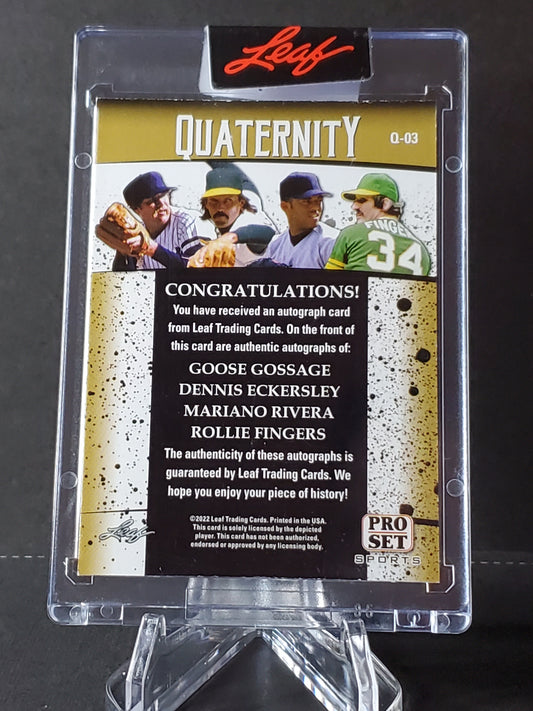 Leaf
QUATERNITY
Q-03
FINGE
34
CONGRATULATIONS!
You have received an autograph card
from Leaf Trading Cards. On the front of
this card are authentic autographs of:
GOOSE GOSSAGE
DENNIS ECKERSLEY
MARIANO RIVERA
ROLLIE FINGERS
The authenticity of these autographs is
guaranteed by Leaf Trading Cards. We
hope you enjoy your piece of history!
©2022 Leaf Trading Cards. Printed in the USA.
This card is solely licensed by the depicted
player. This card has not been authorized,
endorsed or approved by any licensing body.
Leaf
PRO
SET
SPORTS